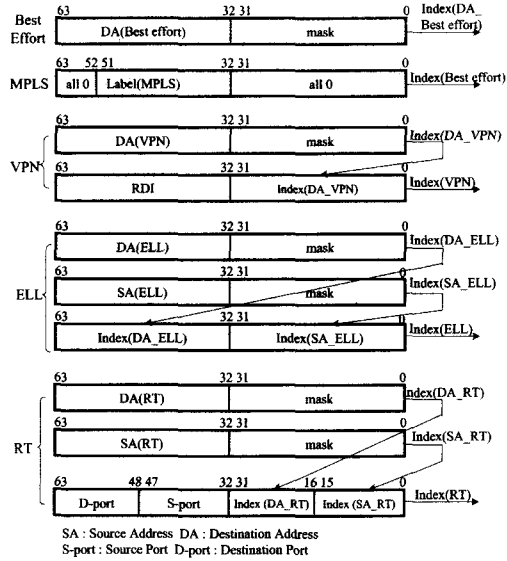 Best Effort
63 32 31 0
DA(Best effort) mask
Index(DA_ Best effort)
MPLS
63 52 51 32 31 0
all 0 Label(MPLS) all 0
Index(Best effort)
VPN
63 32 31 0
DA(VPN) mask
Index(DA_VPN)
63 32 31 0
RDI Index(DA_VPN)
Index(VPN)
ELL
63 32 31 0
DA(ELL) mask
Index(DA_ELL)
63 32 31 0
SA(ELL) mask
Index(SA_ELL)
63 32 31 0
Index(DA_ELL) Index(SA_ELL)
Index(ELL)
RT
63 32 31 0
DA(RT) mask
Index(DA_RT)
63 32 31 0
SA(RT) mask
Index(SA_RT)
63 48 47 32 31 16 15 0
D-port S-port Index (DA_RT) Index (SA_RT)
Index(RT)
SA : Source Address DA : Destination Address
S-port : Source Port D-port : Destination Port